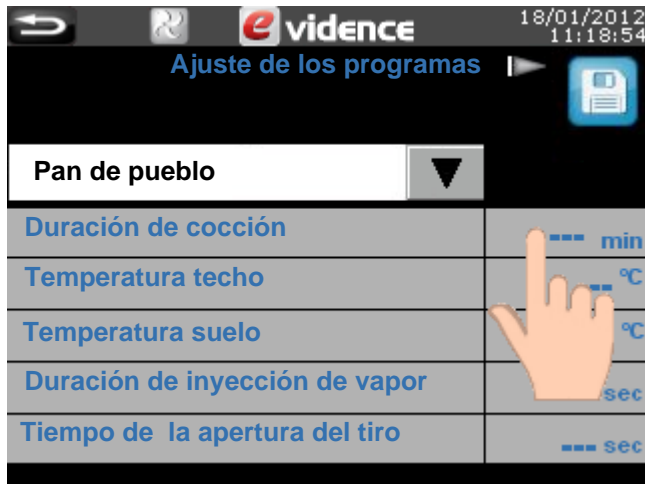 evidence
18/01/2012
11:18:54
Ajuste de los programas
Pan de pueblo
Duración de cocción --- min
Temperatura techo -- °C
Temperatura suelo °C
Duración de inyección de vapor sec
Tiempo de la apertura del tiro --- sec